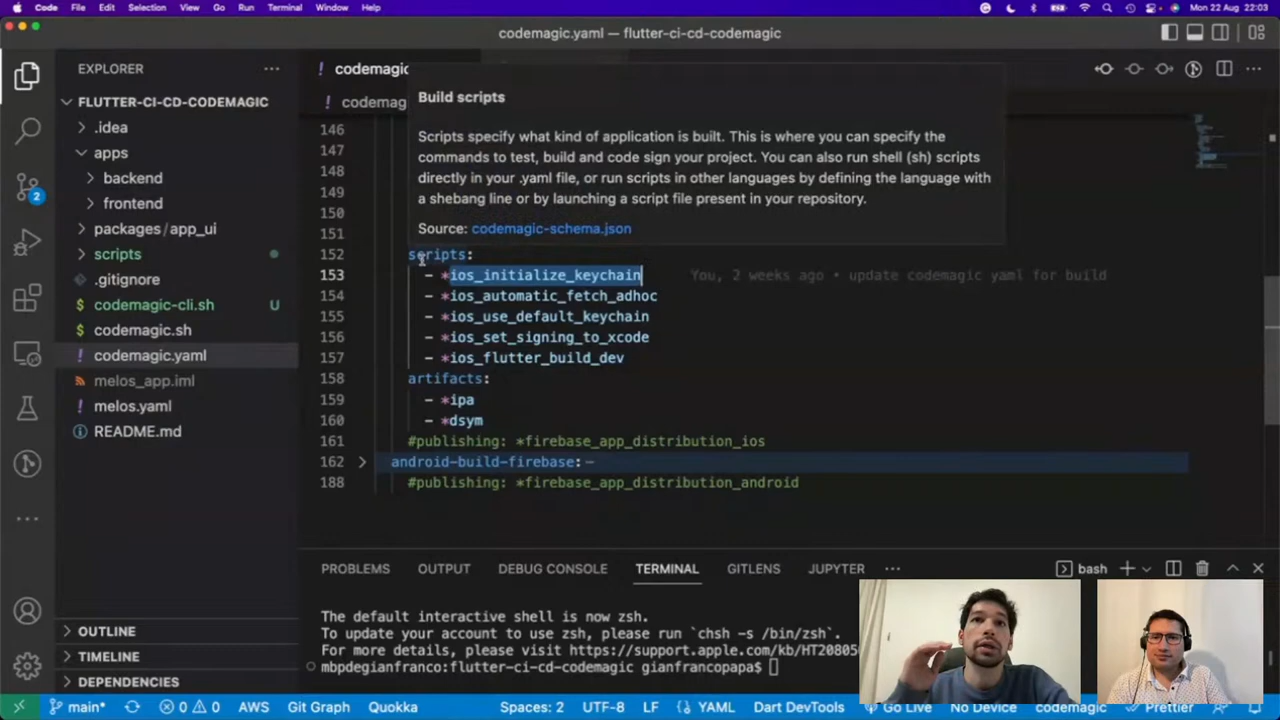 Code File Edit Selection View Go Run Terminal Window Help Mon 22 Aug 22:03
codemagic.yaml — flutter-ci-cd-codemagic
EXPLORER
FLUTTER-CI-CD-CODEMAGIC
.idea
apps
backend
frontend
packages/app_ui
scripts
.gitignore
codemagic-cli.sh U
codemagic.sh
codemagic.yaml
melos_app.iml
melos.yaml
README.md
OUTLINE
TIMELINE
DEPENDENCIES
2
! codemagic
! codemag
Build scripts
Scripts specify what kind of application is built. This is where you can specify the
commands to test, build and code sign your project. You can also run shell (sh) scripts
directly in your .yaml file, or run scripts in other languages by defining the language with
a shebang line or by launching a script file present in your repository.
Source: codemagic-schema.json
146
147
148
149
150
151
152 scripts:
153 - *ios_initialize_keychain You, 2 weeks ago • update codemagic yaml for build
154 - *ios_automatic_fetch_adhoc
155 - *ios_use_default_keychain
156 - *ios_set_signing_to_xcode
157 - *ios_flutter_build_dev
158 artifacts:
159 - *ipa
160 - *dsym
161 #publishing: *firebase_app_distribution_ios
162 android-build-firebase: –
188 #publishing: *firebase_app_distribution_android
PROBLEMS OUTPUT DEBUG CONSOLE TERMINAL GITLENS JUPYTER bash
The default interactive shell is now zsh.
To update your account to use zsh, please run `chsh -s /bin/zsh`.
For more details, please visit https://support.apple.com/kb/HT20805
mbpdegianfranco:flutter-ci-cd-codemagic gianfrancopapa$
main* 0 0 AWS Git Graph Quokka Spaces: 2 UTF-8 LF YAML Dart DevTools Go Live No Device codemagic Prettier